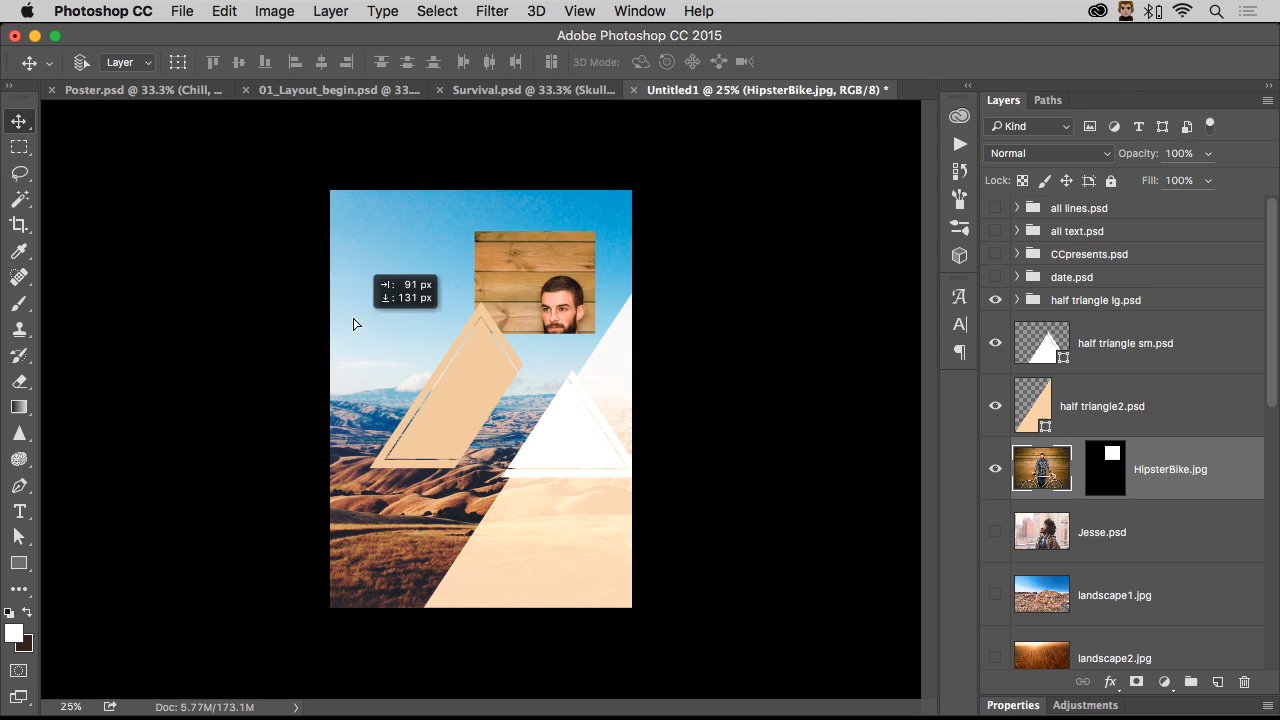 Photoshop CC File Edit Image Layer Type Select Filter 3D View Window Help
Adobe Photoshop CC 2015
Layer 3D Mode:
Poster.psd @ 33.3% (Chill, ... 01_Layout_begin.psd @ 33.... Survival.psd @ 33.3% (Skull... Untitled1 @ 25% (HipsterBike.jpg, RGB/8) *
Layers Paths
Kind
Normal Opacity: 100%
Lock: Fill: 100%
all lines.psd
all text.psd
CCpresents.psd
date.psd
half triangle lg.psd
half triangle sm.psd
half triangle2.psd
HipsterBike.jpg
Jesse.psd
landscape1.jpg
landscape2.jpg
: 91 px
: 131 px
25% Doc: 5.77M/173.1M
Properties Adjustments